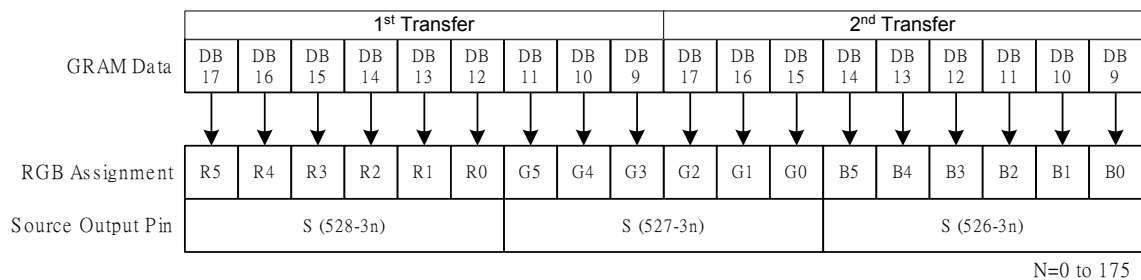 1st Transfer 2nd Transfer
GRAM Data DB 17 DB 16 DB 15 DB 14 DB 13 DB 12 DB 11 DB 10 DB 9 DB 17 DB 16 DB 15 DB 14 DB 13 DB 12 DB 11 DB 10 DB 9
RGB Assignment R5 R4 R3 R2 R1 R0 G5 G4 G3 G2 G1 G0 B5 B4 B3 B2 B1 B0
Source Output Pin S (528-3n) S (527-3n) S (526-3n)
N=0 to 175